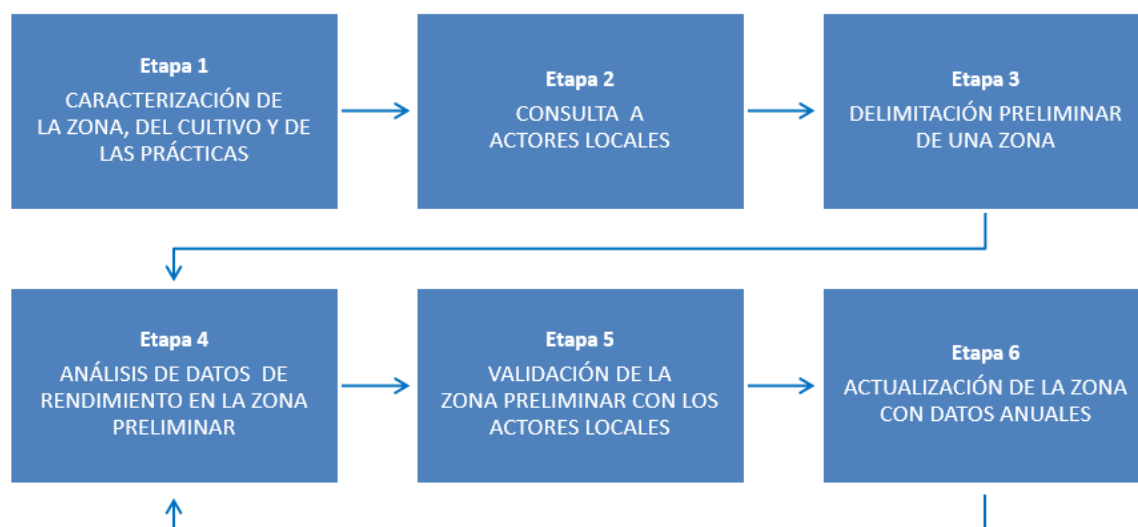 Etapa 1
CARACTERIZACIÓN DE
LA ZONA, DEL CULTIVO Y DE
LAS PRÁCTICAS
Etapa 2
CONSULTA A
ACTORES LOCALES
Etapa 3
DELIMITACIÓN PRELIMINAR
DE UNA ZONA
Etapa 4
ANÁLISIS DE DATOS DE
RENDIMIENTO EN LA ZONA
PRELIMINAR
Etapa 5
VALIDACIÓN DE LA
ZONA PRELIMINAR CON LOS
ACTORES LOCALES
Etapa 6
ACTUALIZACIÓN DE LA ZONA
CON DATOS ANUALES